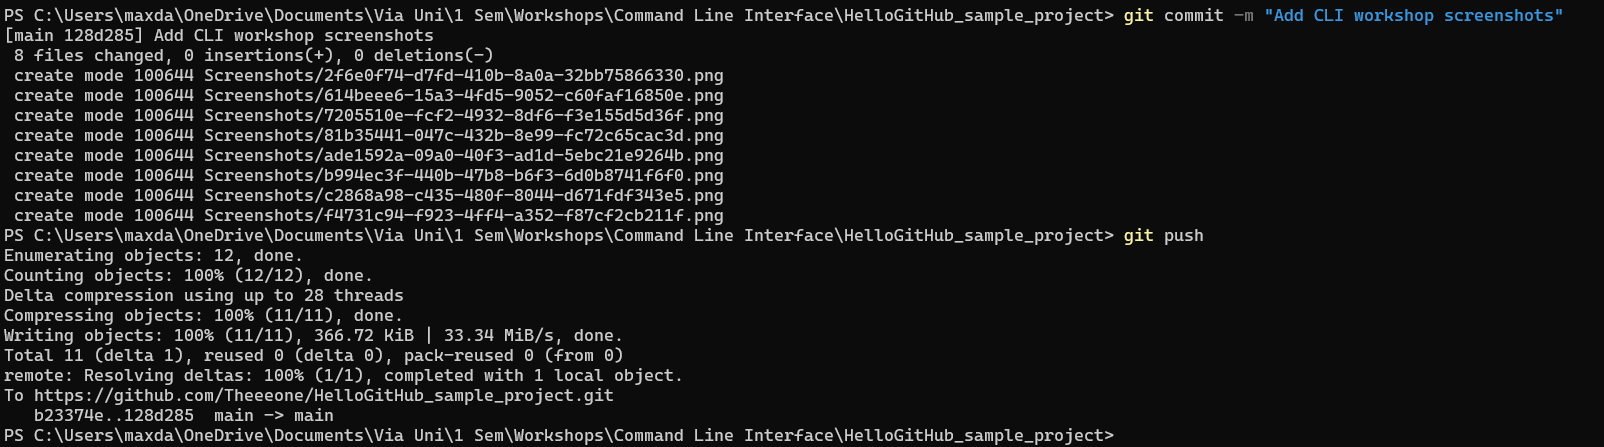 PS C:\Users\maxda\OneDrive\Documents\Via Uni\1 Sem\Workshops\Command Line Interface\HelloGitHub_sample_project> git commit -m "Add CLI workshop screenshots"
[main 128d285] Add CLI workshop screenshots
 8 files changed, 0 insertions(+), 0 deletions(-)
 create mode 100644 Screenshots/2f6e0f74-d7fd-410b-8a0a-32bb75866330.png
 create mode 100644 Screenshots/614beee6-15a3-4fd5-9052-c60faf16850e.png
 create mode 100644 Screenshots/7205510e-fcf2-4932-8df6-f3e155d5d36f.png
 create mode 100644 Screenshots/81b35441-047c-432b-8e99-fc72c65cac3d.png
 create mode 100644 Screenshots/ade1592a-09a0-40f3-ad1d-5ebc21e9264b.png
 create mode 100644 Screenshots/b994ec3f-440b-47b8-b6f3-6d0b8741f6f0.png
 create mode 100644 Screenshots/c2868a98-c435-480f-8044-d671fdf343e5.png
 create mode 100644 Screenshots/f4731c94-f923-4ff4-a352-f87cf2cb211f.png
PS C:\Users\maxda\OneDrive\Documents\Via Uni\1 Sem\Workshops\Command Line Interface\HelloGitHub_sample_project> git push
Enumerating objects: 12, done.
Counting objects: 100% (12/12), done.
Delta compression using up to 28 threads
Compressing objects: 100% (11/11), done.
Writing objects: 100% (11/11), 366.72 KiB | 33.34 MiB/s, done.
Total 11 (delta 1), reused 0 (delta 0), pack-reused 0 (from 0)
remote: Resolving deltas: 100% (1/1), completed with 1 local object.
To https://github.com/Theeeone/HelloGitHub_sample_project.git
   b23374e..128d285  main -> main
PS C:\Users\maxda\OneDrive\Documents\Via Uni\1 Sem\Workshops\Command Line Interface\HelloGitHub_sample_project>